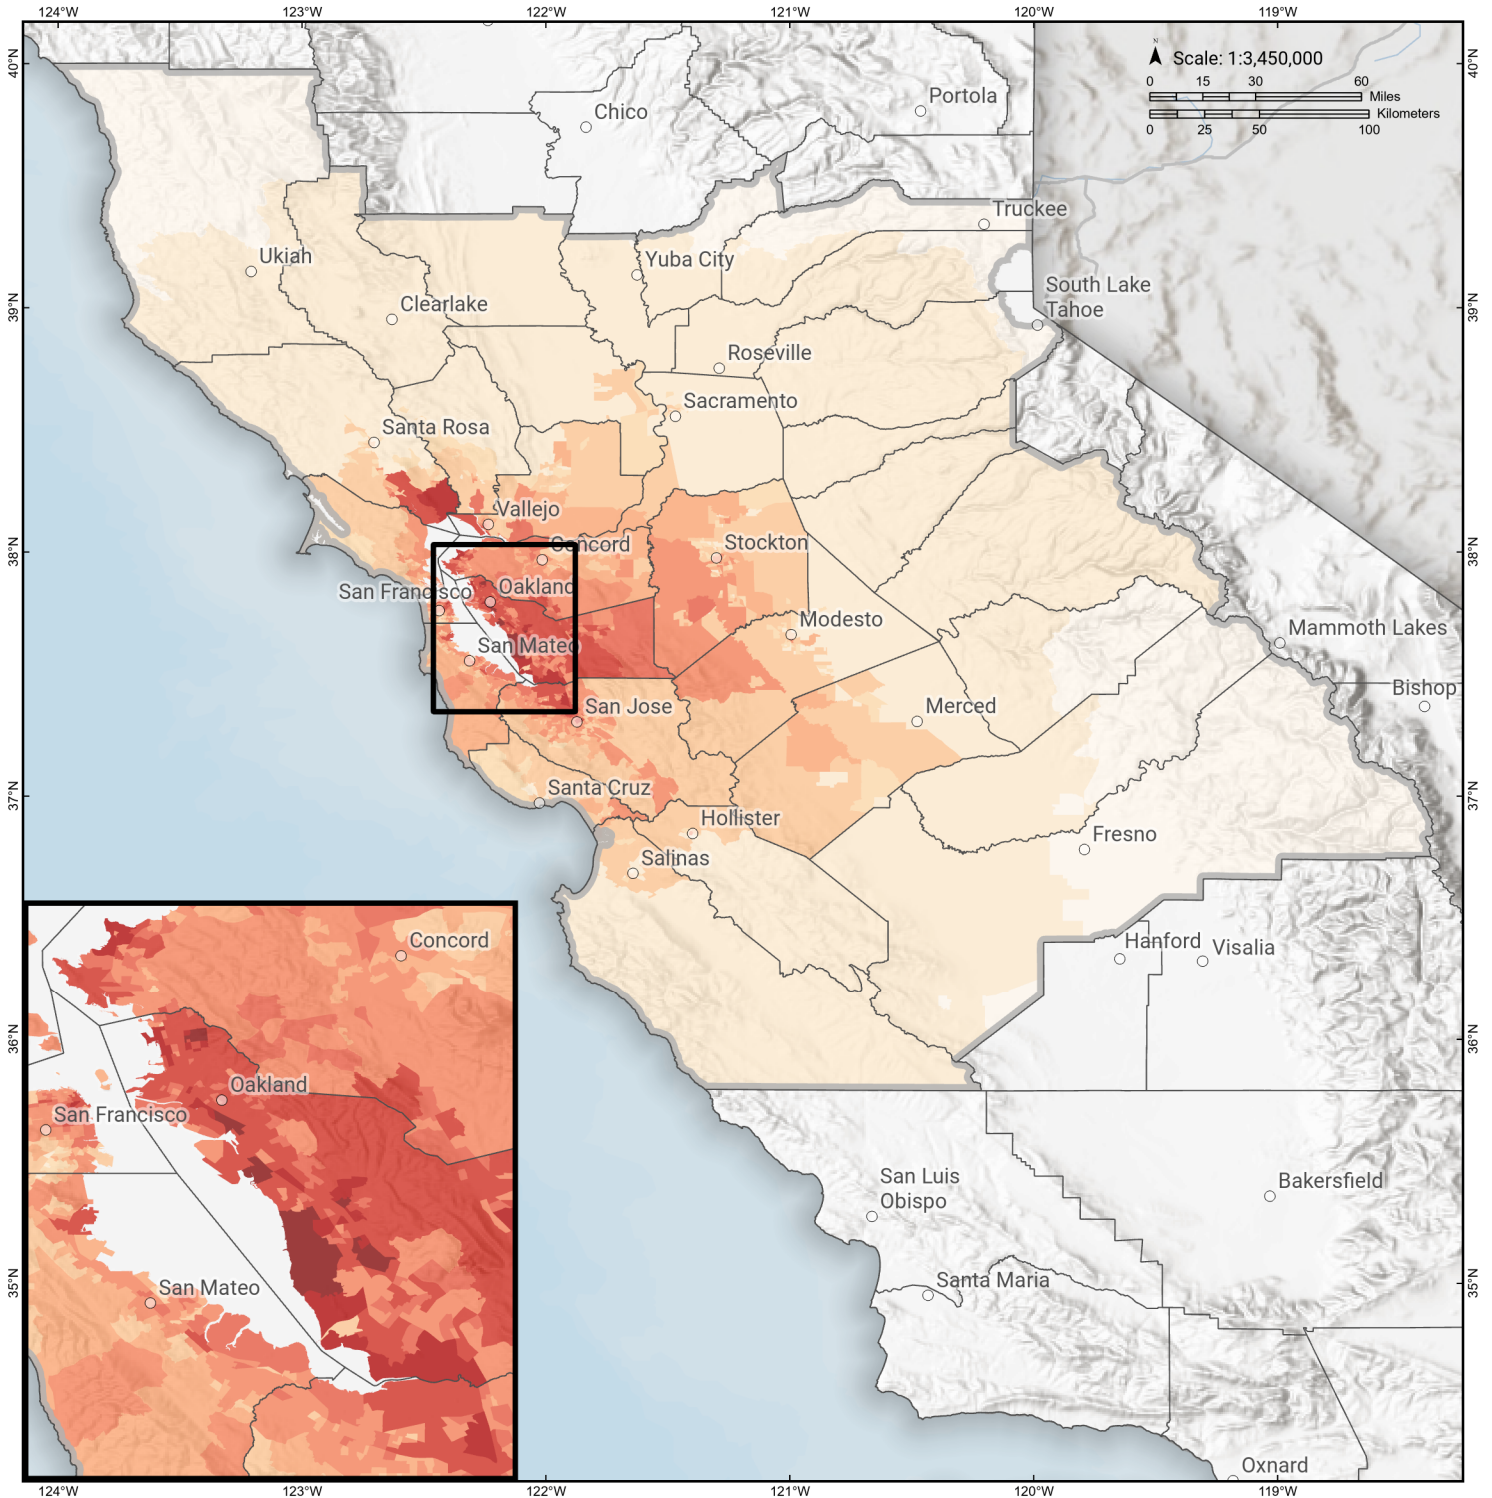 124°W 123°W 122°W 121°W 120°W 119°W
40°N
40°N
N
Scale: 1:3,450,000
0 15 30 60
Miles
Kilometers
0 25 50 100
Portola
Chico
Truckee
Ukiah
Yuba City
South Lake
Tahoe
Clearlake
39°N
39°N
Roseville
Sacramento
Santa Rosa
Vallejo
Concord
Stockton
38°N
38°N
San Francisco
Oakland
Modesto
Mammoth Lakes
San Mateo
Bishop
San Jose
Merced
Santa Cruz
37°N
37°N
Hollister
Fresno
Salinas
Concord
Hanford
Visalia
36°N
36°N
Oakland
San Francisco
San Luis
Obispo
Bakersfield
San Mateo
Santa Maria
35°N
35°N
Oxnard
124°W 123°W 122°W 121°W 120°W 119°W